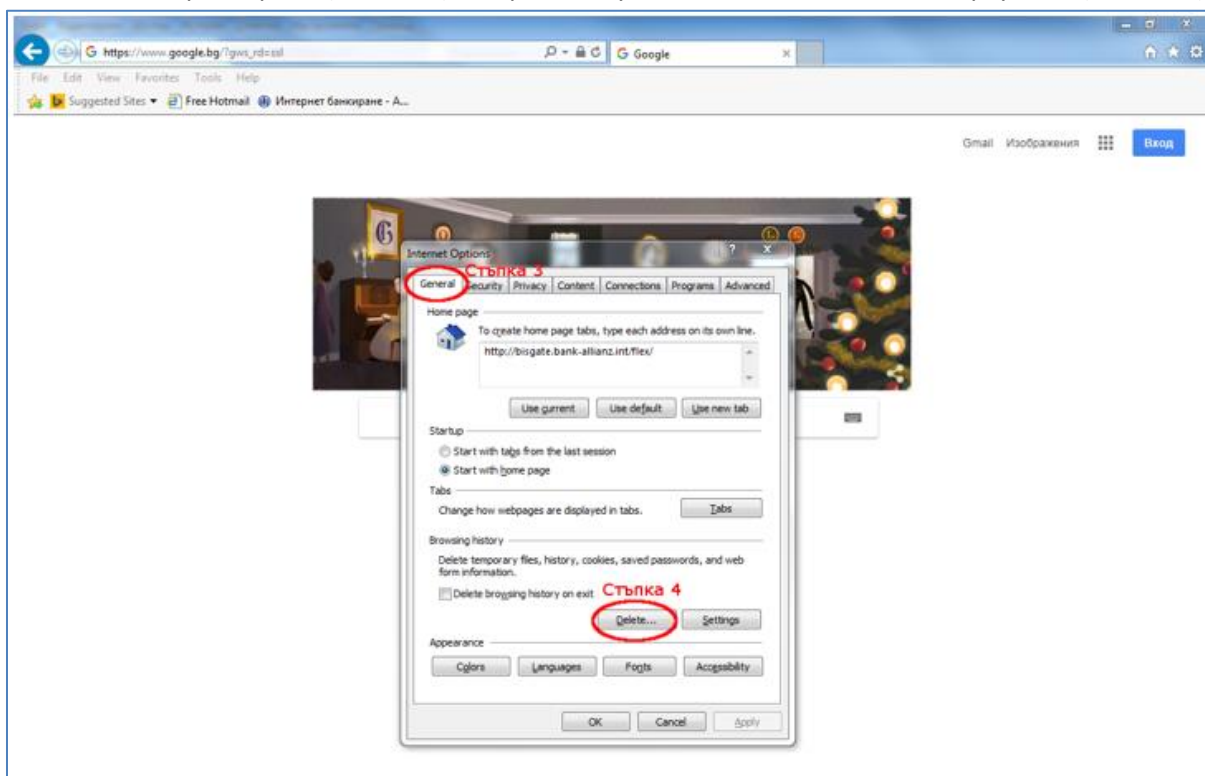 https://www.google.bg/?gws_rd=ssl
Google
File Edit View Favorites Tools Help
Suggested Sites Free Hotmail Интернет банкиране - А...
Gmail Изображения Вход
G
Internet Options
Стъпка 3
General Security Privacy Content Connections Programs Advanced
Home page
To create home page tabs, type each address on its own line.
http://bisgate.bank-allianz.int/flex/
Use current Use default Use new tab
Startup
Start with tabs from the last session
Start with home page
Tabs
Change how webpages are displayed in tabs. Tabs
Browsing history
Delete temporary files, history, cookies, saved passwords, and web
form information.
Delete browsing history on exit Стъпка 4
Delete... Settings
Appearance
Colors Languages Fonts Accessibility
OK Cancel Apply